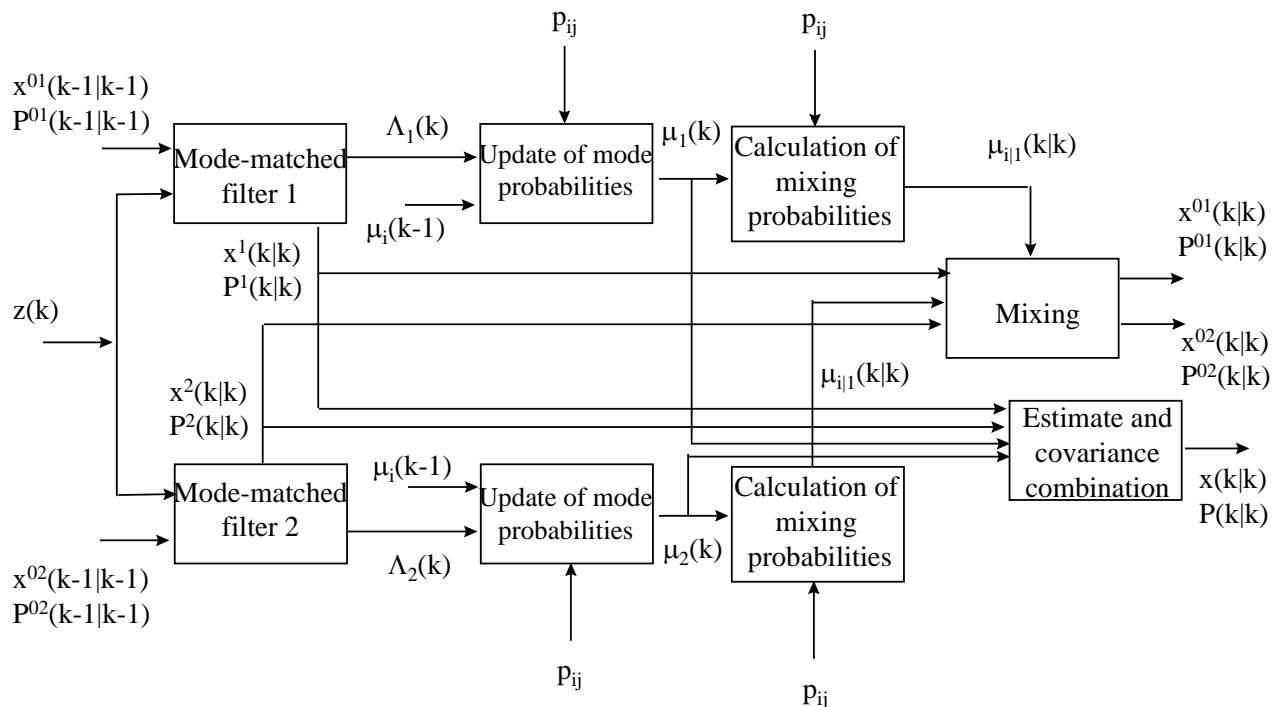 p_ij
p_ij
x^01(k-1|k-1)
P^01(k-1|k-1)
Λ_1(k)
μ_1(k)
Mode-matched
filter 1
Update of mode
probabilities
Calculation of
mixing
probabilities
μ_i|1(k|k)
μ_i(k-1)
x^1(k|k)
P^1(k|k)
x^01(k|k)
P^01(k|k)
z(k)
Mixing
x^02(k|k)
P^02(k|k)
μ_i|1(k|k)
x^2(k|k)
P^2(k|k)
Estimate and
covariance
combination
x(k|k)
P(k|k)
μ_i(k-1)
Mode-matched
filter 2
Update of mode
probabilities
Calculation of
mixing
probabilities
Λ_2(k)
μ_2(k)
x^02(k-1|k-1)
P^02(k-1|k-1)
p_ij
p_ij